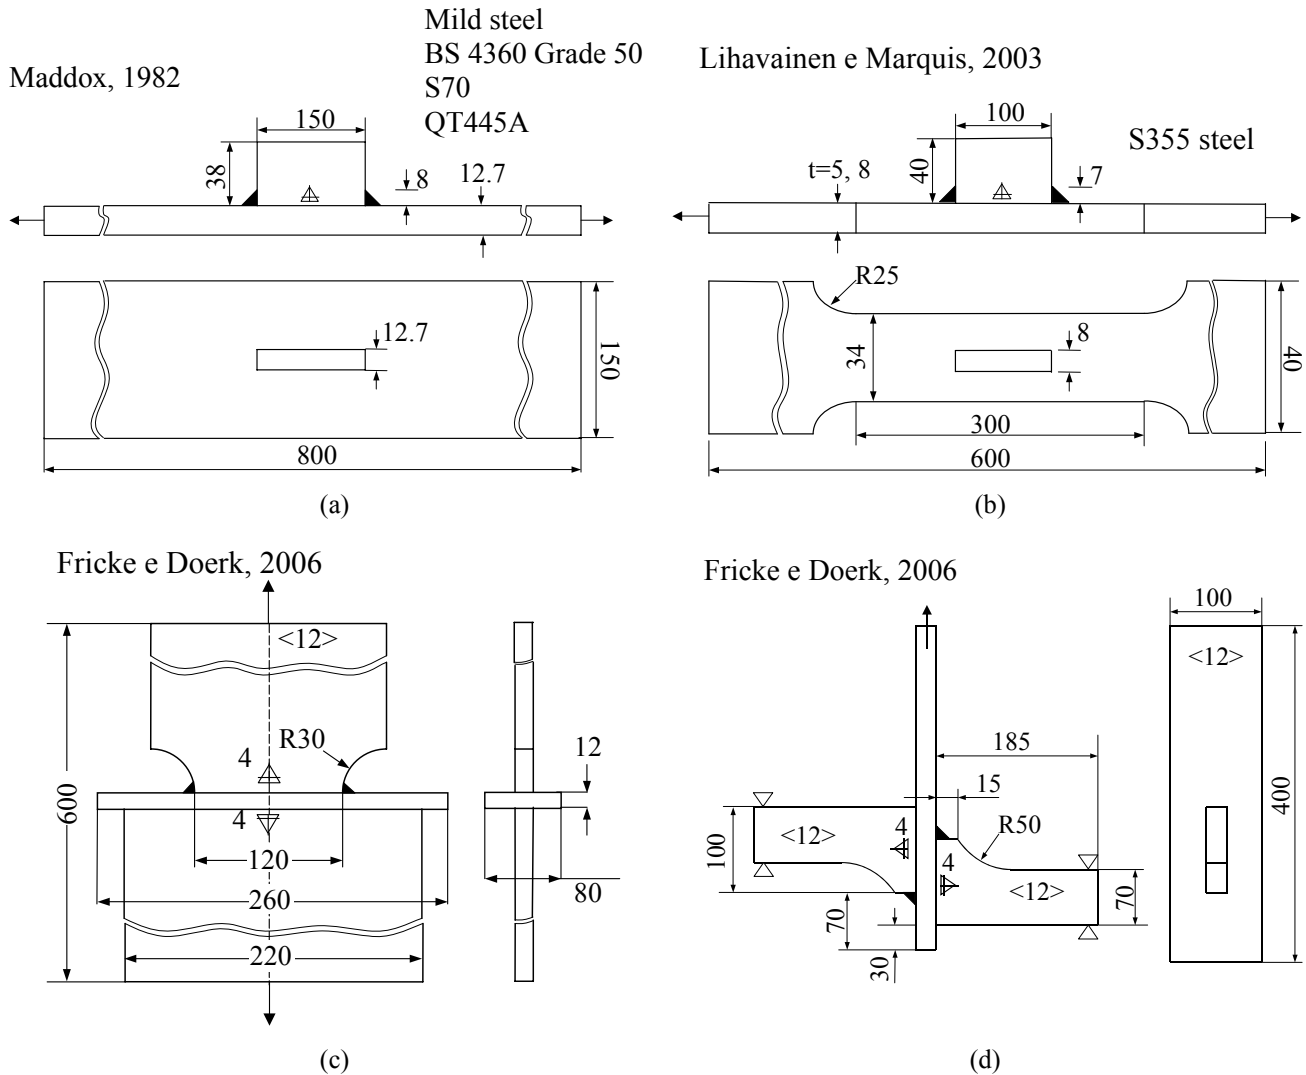 Maddox, 1982
Mild steel
BS 4360 Grade 50
S70
QT445A
150
38
8
12.7
12.7
150
800
(a)
Lihavainen e Marquis, 2003
S355 steel
100
t=5, 8
40
7
R25
34
8
40
300
600
(b)
Fricke e Doerk, 2006
<12>
R30
4
4
600
120
260
220
12
80
(c)
Fricke e Doerk, 2006
100
<12>
185
15
R50
<12>
4
4
<12>
100
70
30
70
400
(d)